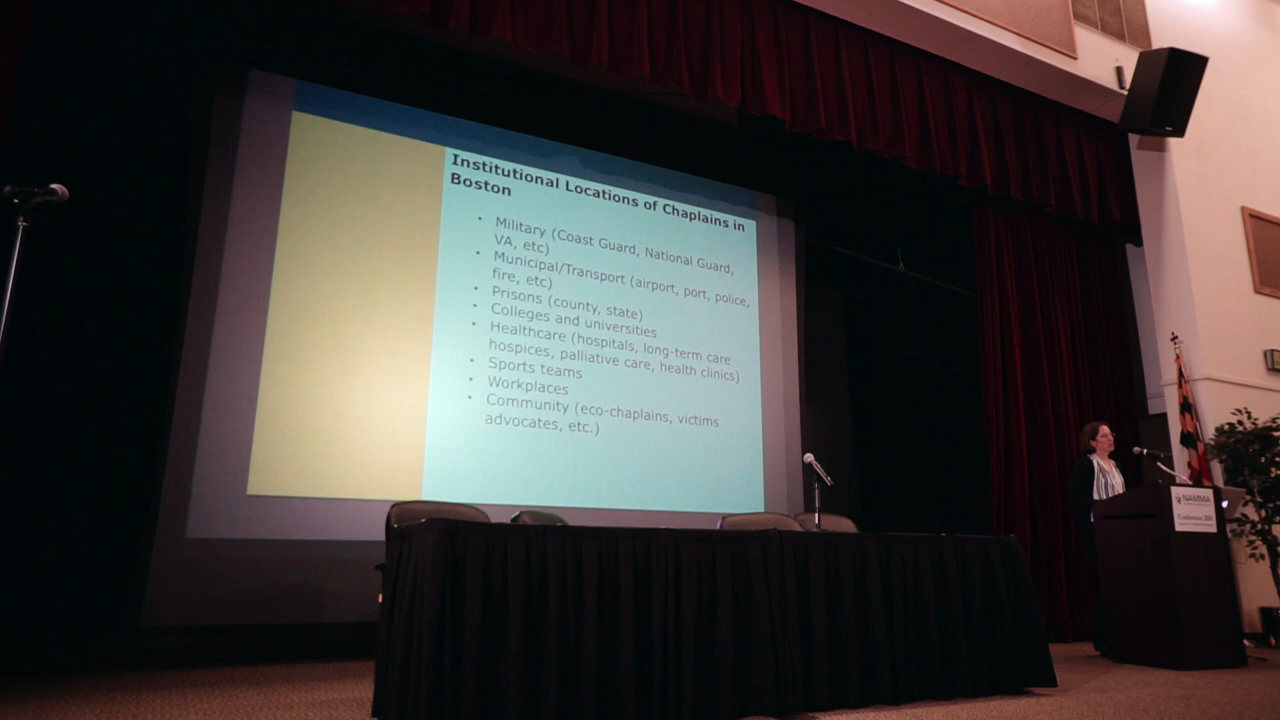 Institutional Locations of Chaplains in
Boston
• Military (Coast Guard, National Guard,
VA, etc)
• Municipal/Transport (airport, port, police,
fire, etc)
• Prisons (county, state)
• Colleges and universities
• Healthcare (hospitals, long-term care
hospices, palliative care, health clinics)
• Sports teams
• Workplaces
• Community (eco-chaplains, victims
advocates, etc.)
NAMMA
Conference